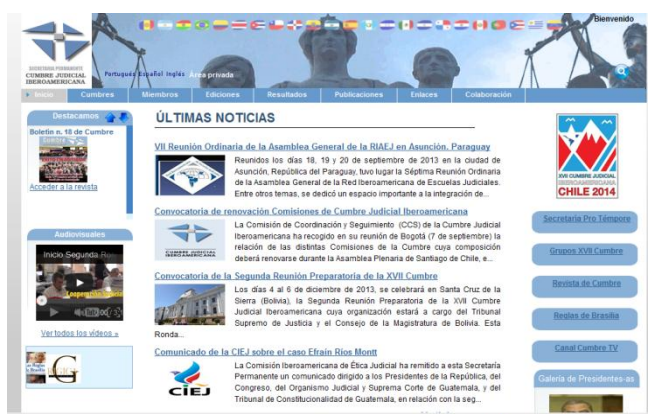 Bienvenido
SECRETARIA PERMANENTE
CUMBRE JUDICIAL
IBEROAMERICANA
Portugués Español Inglés Área privada
Inicio Cumbres Miembros Ediciones Resultados Publicaciones Enlaces Colaboración
Destacamos
Boletín n. 18 de Cumbre
Acceder a la revista
Audiovisuales
Inicio Segunda
Ver todos los vídeos »
ÚLTIMAS NOTICIAS
VII Reunión Ordinaria de la Asamblea General de la RIAEJ en Asunción, Paraguay
Reunidos los días 18, 19 y 20 de septiembre de 2013 en la ciudad de
Asunción, República del Paraguay, tuvo lugar la Séptima Reunión Ordinaria
de la Asamblea General de la Red Iberoamericana de Escuelas Judiciales.
Entre otros temas, se dedicó un espacio importante a la integración de...
Convocatoria de renovación Comisiones de Cumbre Judicial Iberoamericana
CUMBRE JUDICIAL
IBEROAMERICANA
La Comisión de Coordinación y Seguimiento (CCS) de la Cumbre Judicial
Iberoamericana ha recogido en su reunión de Bogotá (7 de septiembre) la
relación de las distintas Comisiones de la Cumbre cuya composición
deberá renovarse durante la Asamblea Plenaria de Santiago de Chile, e...
Convocatoria de la Segunda Reunión Preparatoria de la XVII Cumbre
Los días 4 al 6 de diciembre de 2013, se celebrará en Santa Cruz de la
Sierra (Bolivia), la Segunda Reunión Preparatoria de la XVII Cumbre
Judicial Iberoamericana cuya organización estará a cargo del Tribunal
Supremo de Justicia y el Consejo de la Magistratura de Bolivia. Esta
Ronda...
Comunicado de la CIEJ sobre el caso Efraín Ríos Montt
CIEJ
La Comisión Iberoamericana de Ética Judicial ha remitido a esta Secretaría
Permanente un comunicado dirigido a los Presidentes de la República, del
Congreso, del Organismo Judicial y Suprema Corte de Guatemala, y del
Tribunal de Constitucionalidad de Guatemala, en relación con la seg...
XVII CUMBRE JUDICIAL
IBEROAMERICANA
CHILE 2014
Secretaría Pro Témpore
Grupos XVII Cumbre
Revista de Cumbre
Reglas de Brasilia
Canal Cumbre TV
Galería de Presidentes-as